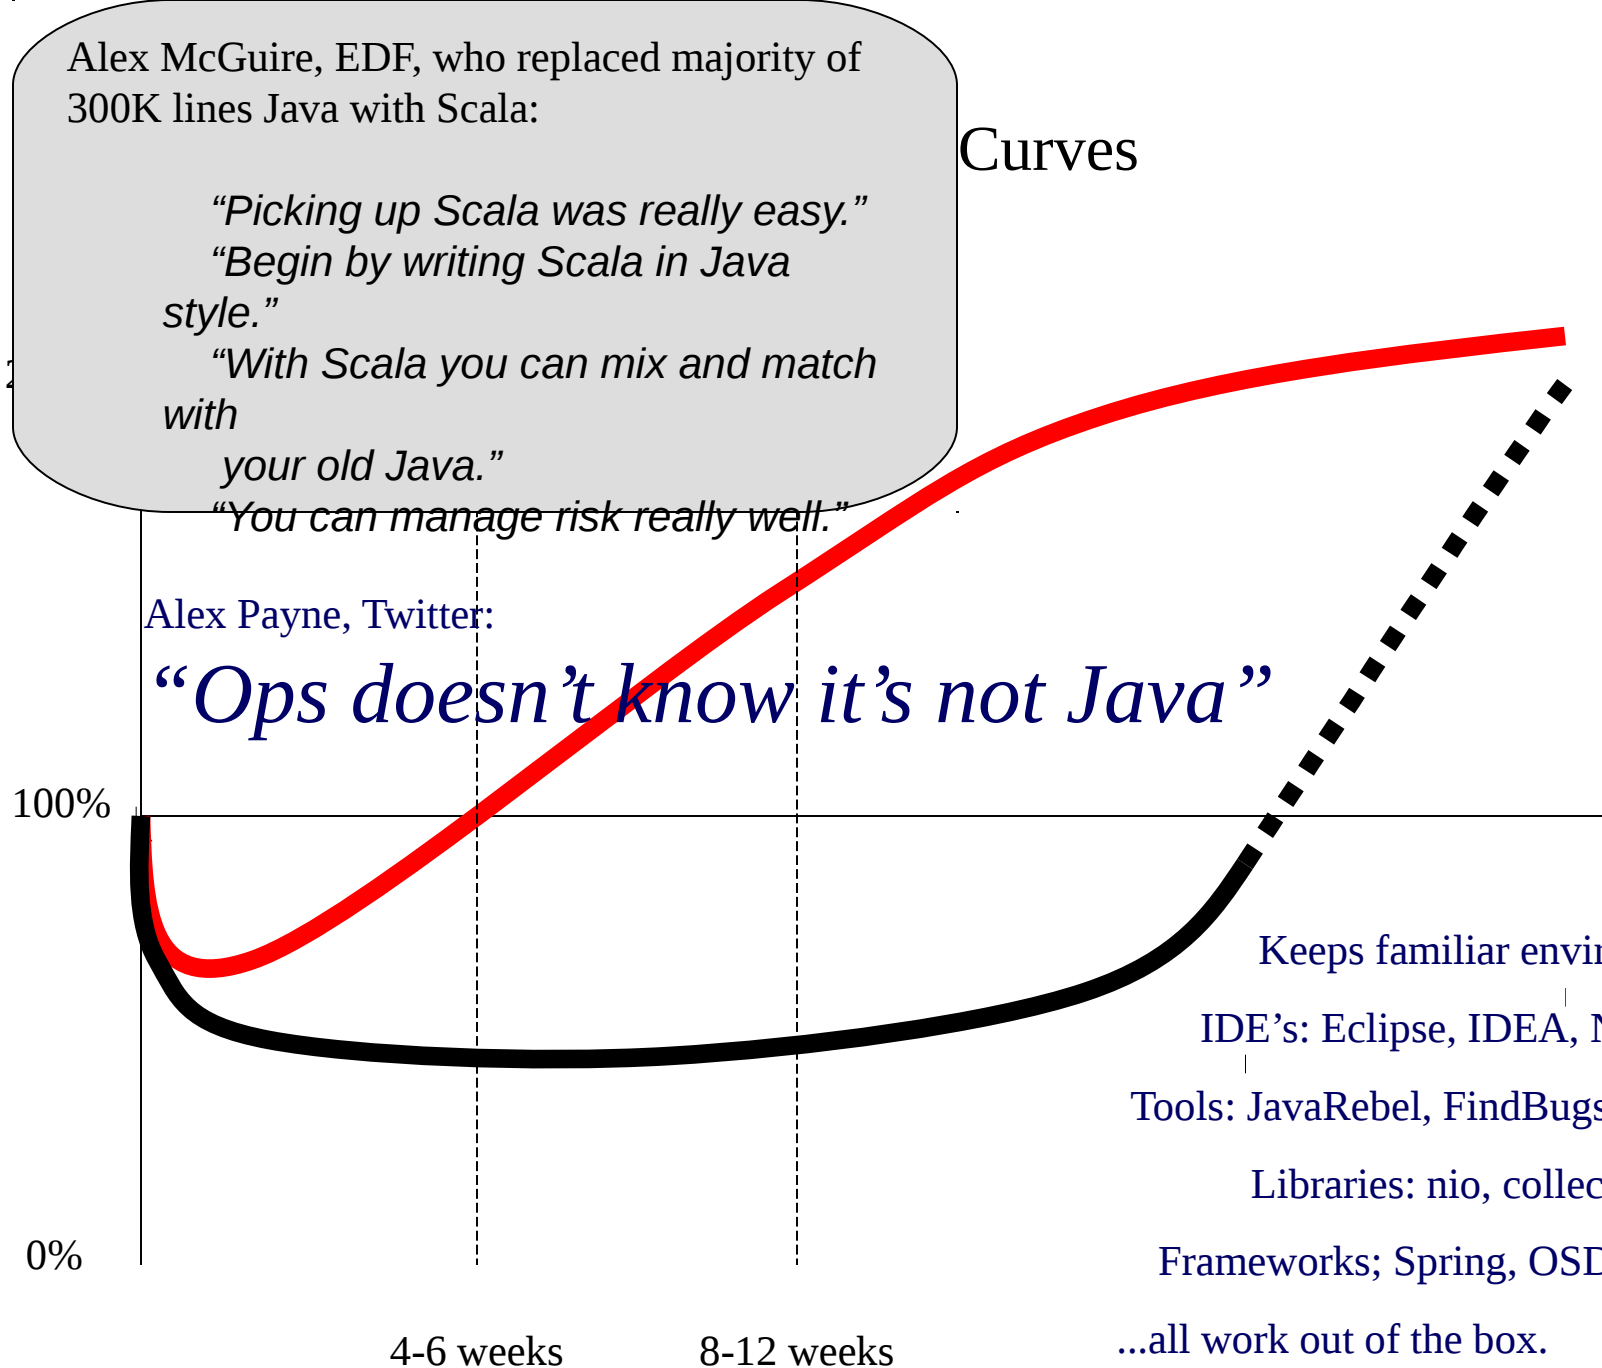 Alex McGuire, EDF, who replaced majority of
300K lines Java with Scala:
Curves
“Picking up Scala was really easy.”
“Begin by writing Scala in Java
style.”
“With Scala you can mix and match
with
your old Java.”
“You can manage risk really well.”
Alex Payne, Twitter:
“Ops doesn’t know it’s not Java”
100%
Keeps familiar
IDE’s: Eclipse, IDEA,
Tools: JavaRebel, FindBugs
Libraries: nio,
Frameworks; Spring,
0%
...all work out of the box.
4-6 weeks
8-12 weeks